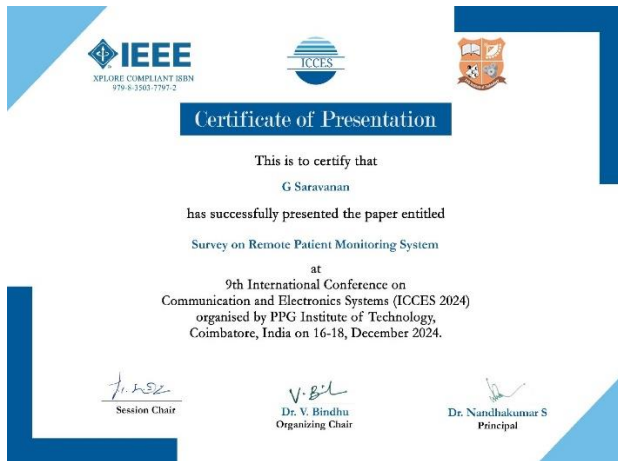 IEEE
XPLORE COMPLIANT ISBN
979-8-3503-7797-2
ICCES
Certificate of Presentation
This is to certify that
G Saravanan
has successfully presented the paper entitled
Survey on Remote Patient Monitoring System
at
9th International Conference on
Communication and Electronics Systems (ICCES 2024)
organised by PPG Institute of Technology,
Coimbatore, India on 16-18, December 2024.
Session Chair
V. Bil
Dr. V. Bindhu
Organizing Chair
Dr. Nandhakumar S
Principal